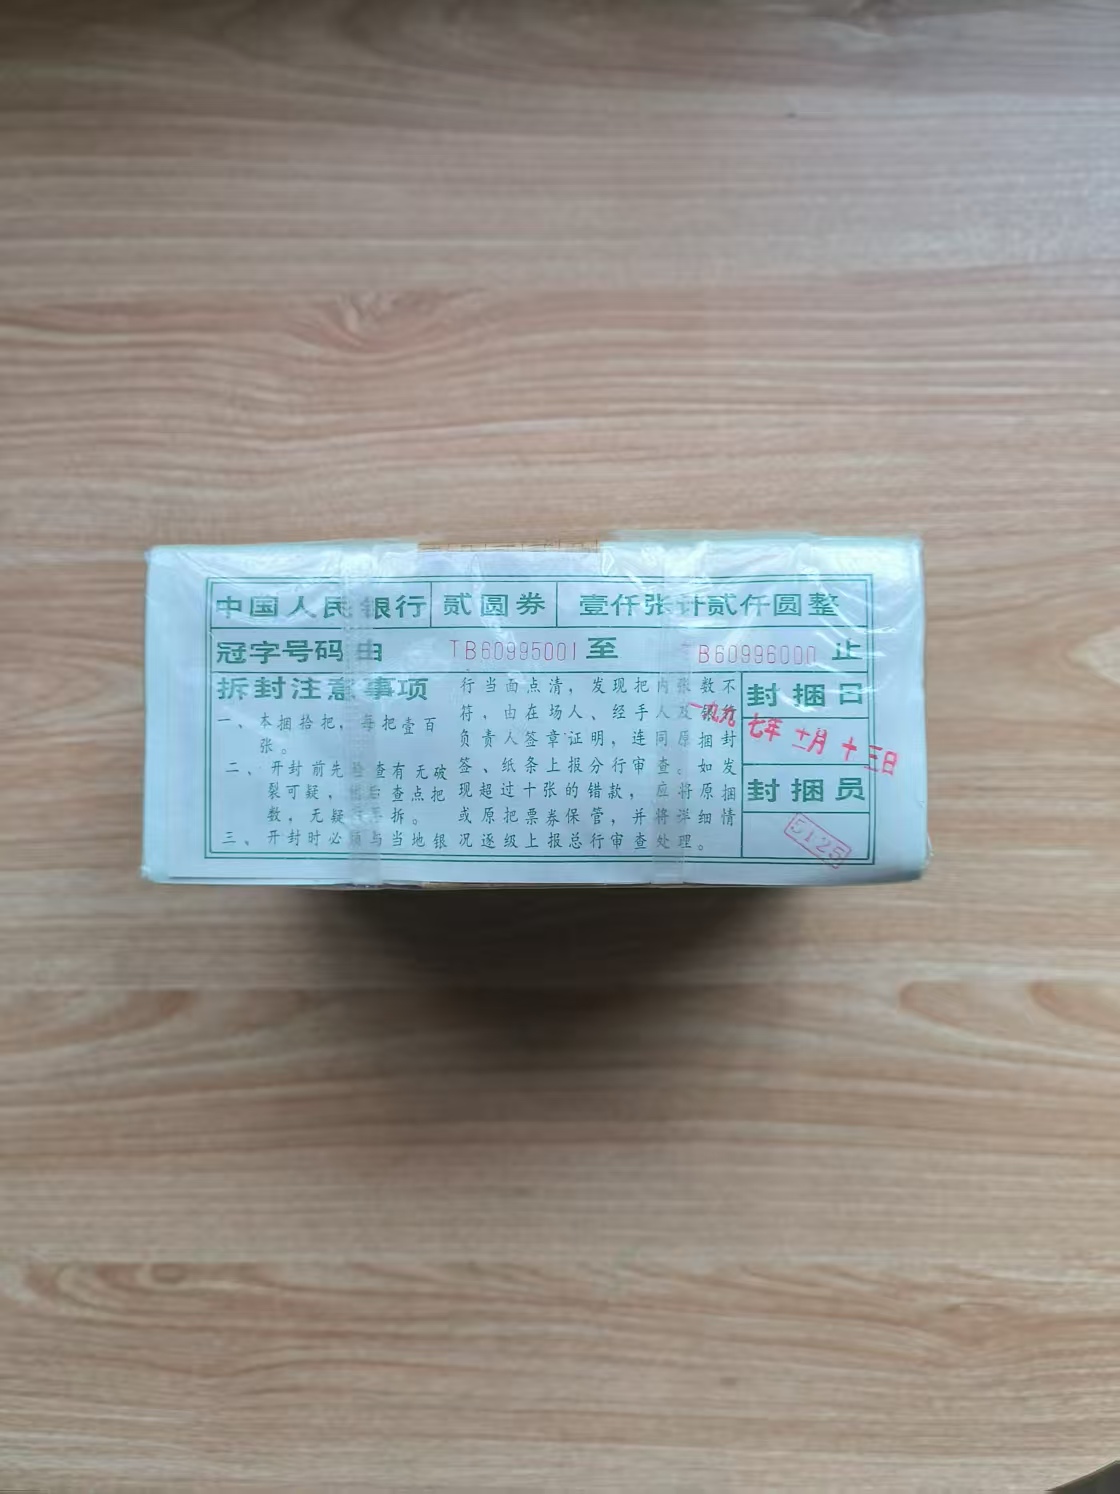 中国人民银行 贰圆券 壹仟张计贰仟圆整
冠字号码由 TB60995001 至 TB60996000 止
拆封注意事项
一、本捆拾把，每把壹百
张。
二、开封前先检查有无破
裂可疑，然后查点把
数，无疑后再拆。
三、开封时必须与当地银
行当面点清，发现把内张数不
符，由在场人、经手人及银行
负责人签章证明，连同原捆封
签、纸条上报分行审查。如发
现超过十张的错款，应将原捆
或原把票券保管，并将详细情
况逐级上报总行审查处理。
封捆日
一九九七年十二月十三日
封捆员
5125